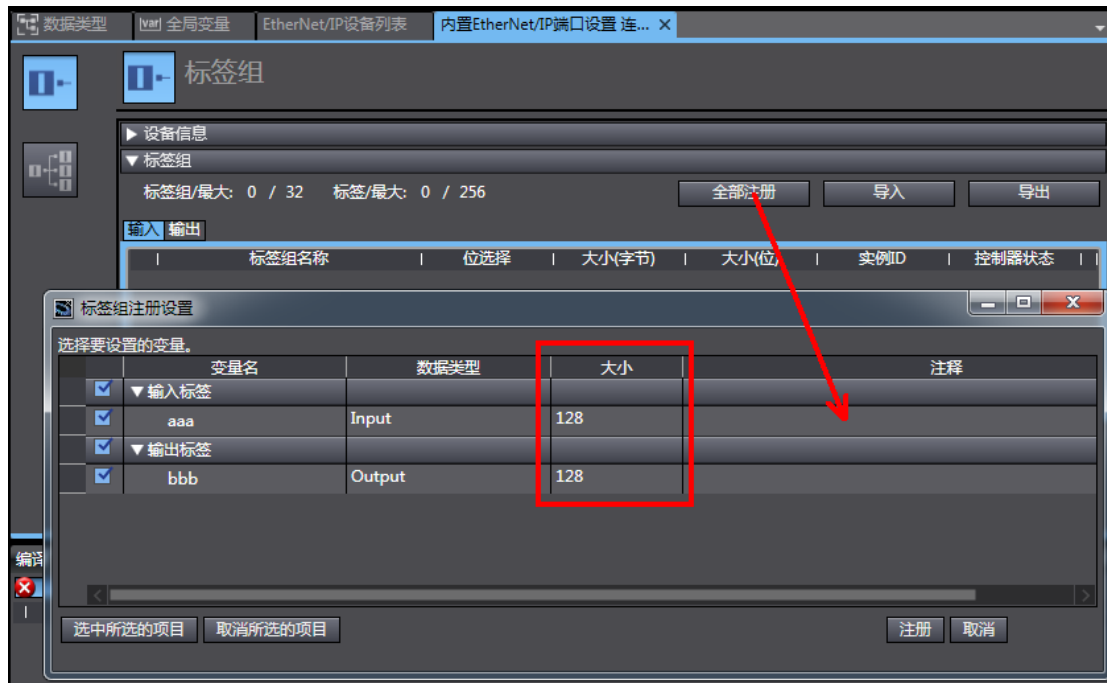 数据类型 var 全局变量 EtherNet/IP设备列表 内置EtherNet/IP端口设置 连... X
标签组
设备信息
标签组
标签组/最大: 0 / 32 标签/最大: 0 / 256 全部注册 导入 导出
输入 输出
标签组名称 位选择 大小(字节) 大小(位) 实例ID 控制器状态
标签组注册设置
选择要设置的变量。
变量名 数据类型 大小 注释
输入标签
aaa Input 128
输出标签
bbb Output 128
编译
选中所选的项目 取消所选的项目 注册 取消